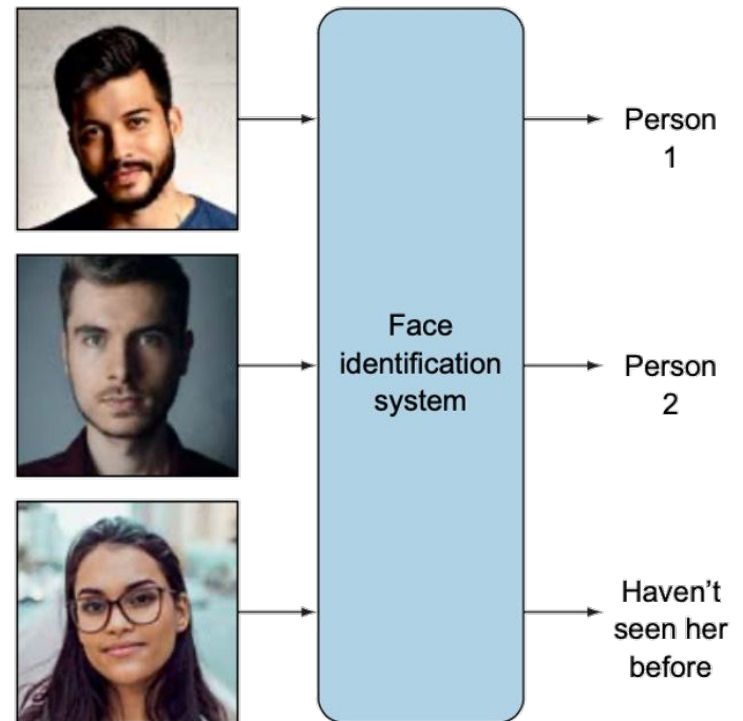 Person
1
Face
identification
system
Person
2
Haven’t
seen her
before